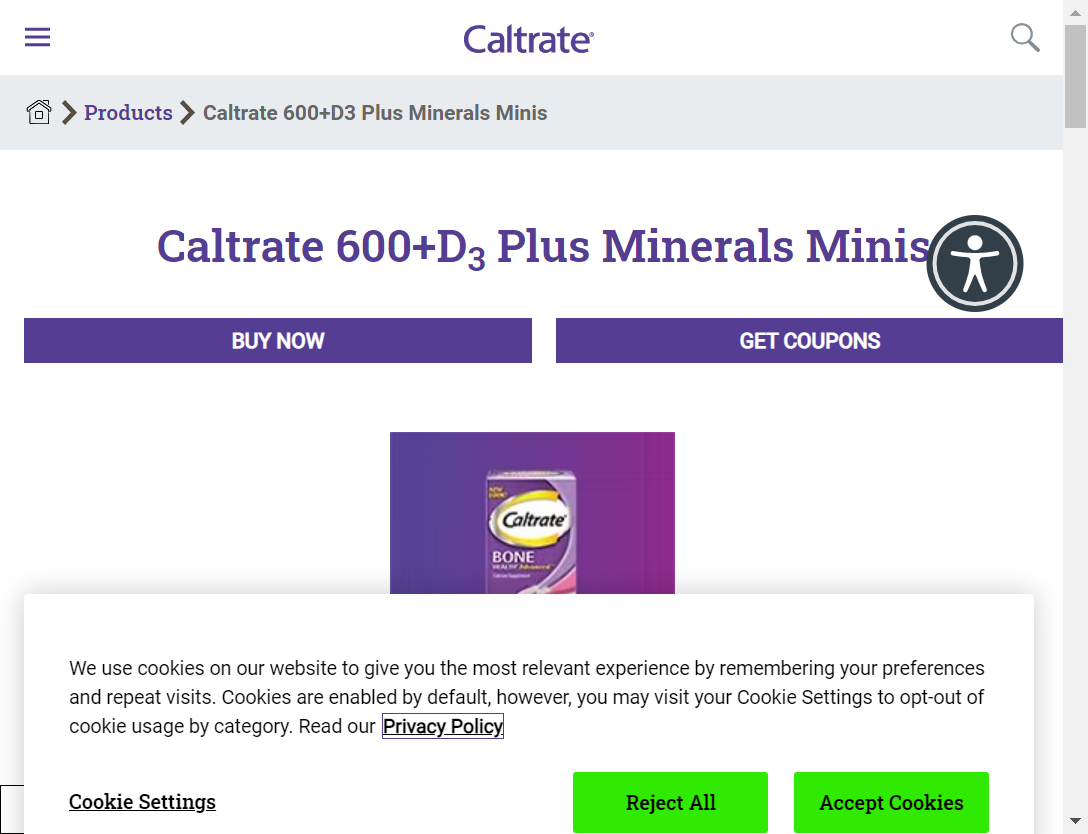 Caltrate®
Products
Caltrate 600+D3 Plus Minerals Minis
Caltrate 600+D₃ Plus Minerals Minis
BUY NOW
GET COUPONS
NEW LOOK!
Caltrate
BONE
HEALTH Advanced
Calcium Supplement
We use cookies on our website to give you the most relevant experience by remembering your preferences
and repeat visits. Cookies are enabled by default, however, you may visit your Cookie Settings to opt-out of
cookie usage by category. Read our Privacy Policy
Cookie Settings
Reject All
Accept Cookies